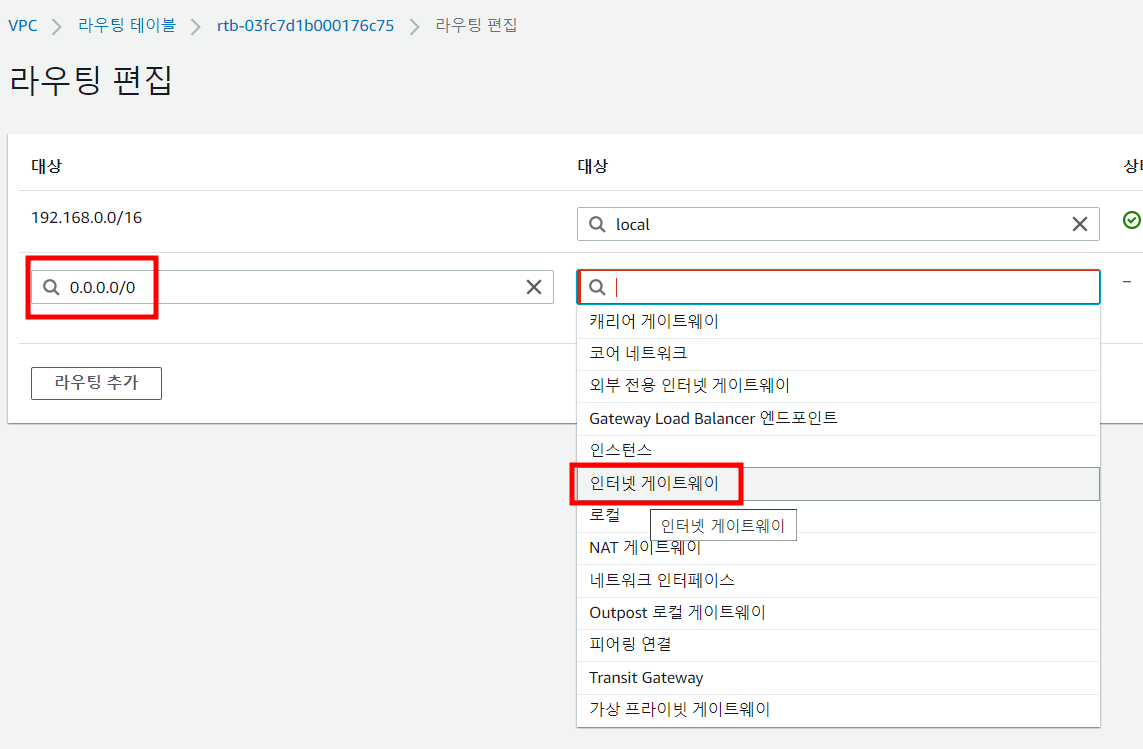 VPC > 라우팅 테이블 > rtb-03fc7d1b000176c75 > 라우팅 편집
라우팅 편집
대상 대상
192.168.0.0/16 local
0.0.0.0/0 –
캐리어 게이트웨이
코어 네트워크
외부 전용 인터넷 게이트웨이
라우팅 추가
Gateway Load Balancer 엔드포인트
인스턴스
인터넷 게이트웨이
로컬
인터넷 게이트웨이
NAT 게이트웨이
네트워크 인터페이스
Outpost 로컬 게이트웨이
피어링 연결
Transit Gateway
가상 프라이빗 게이트웨이